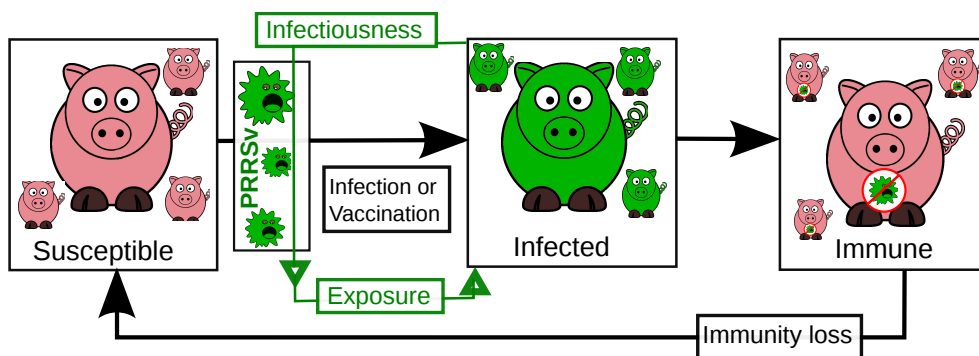 Infectiousness
PRRSv
Infection or
Vaccination
Susceptible
Infected
Immune
Exposure
Immunity loss